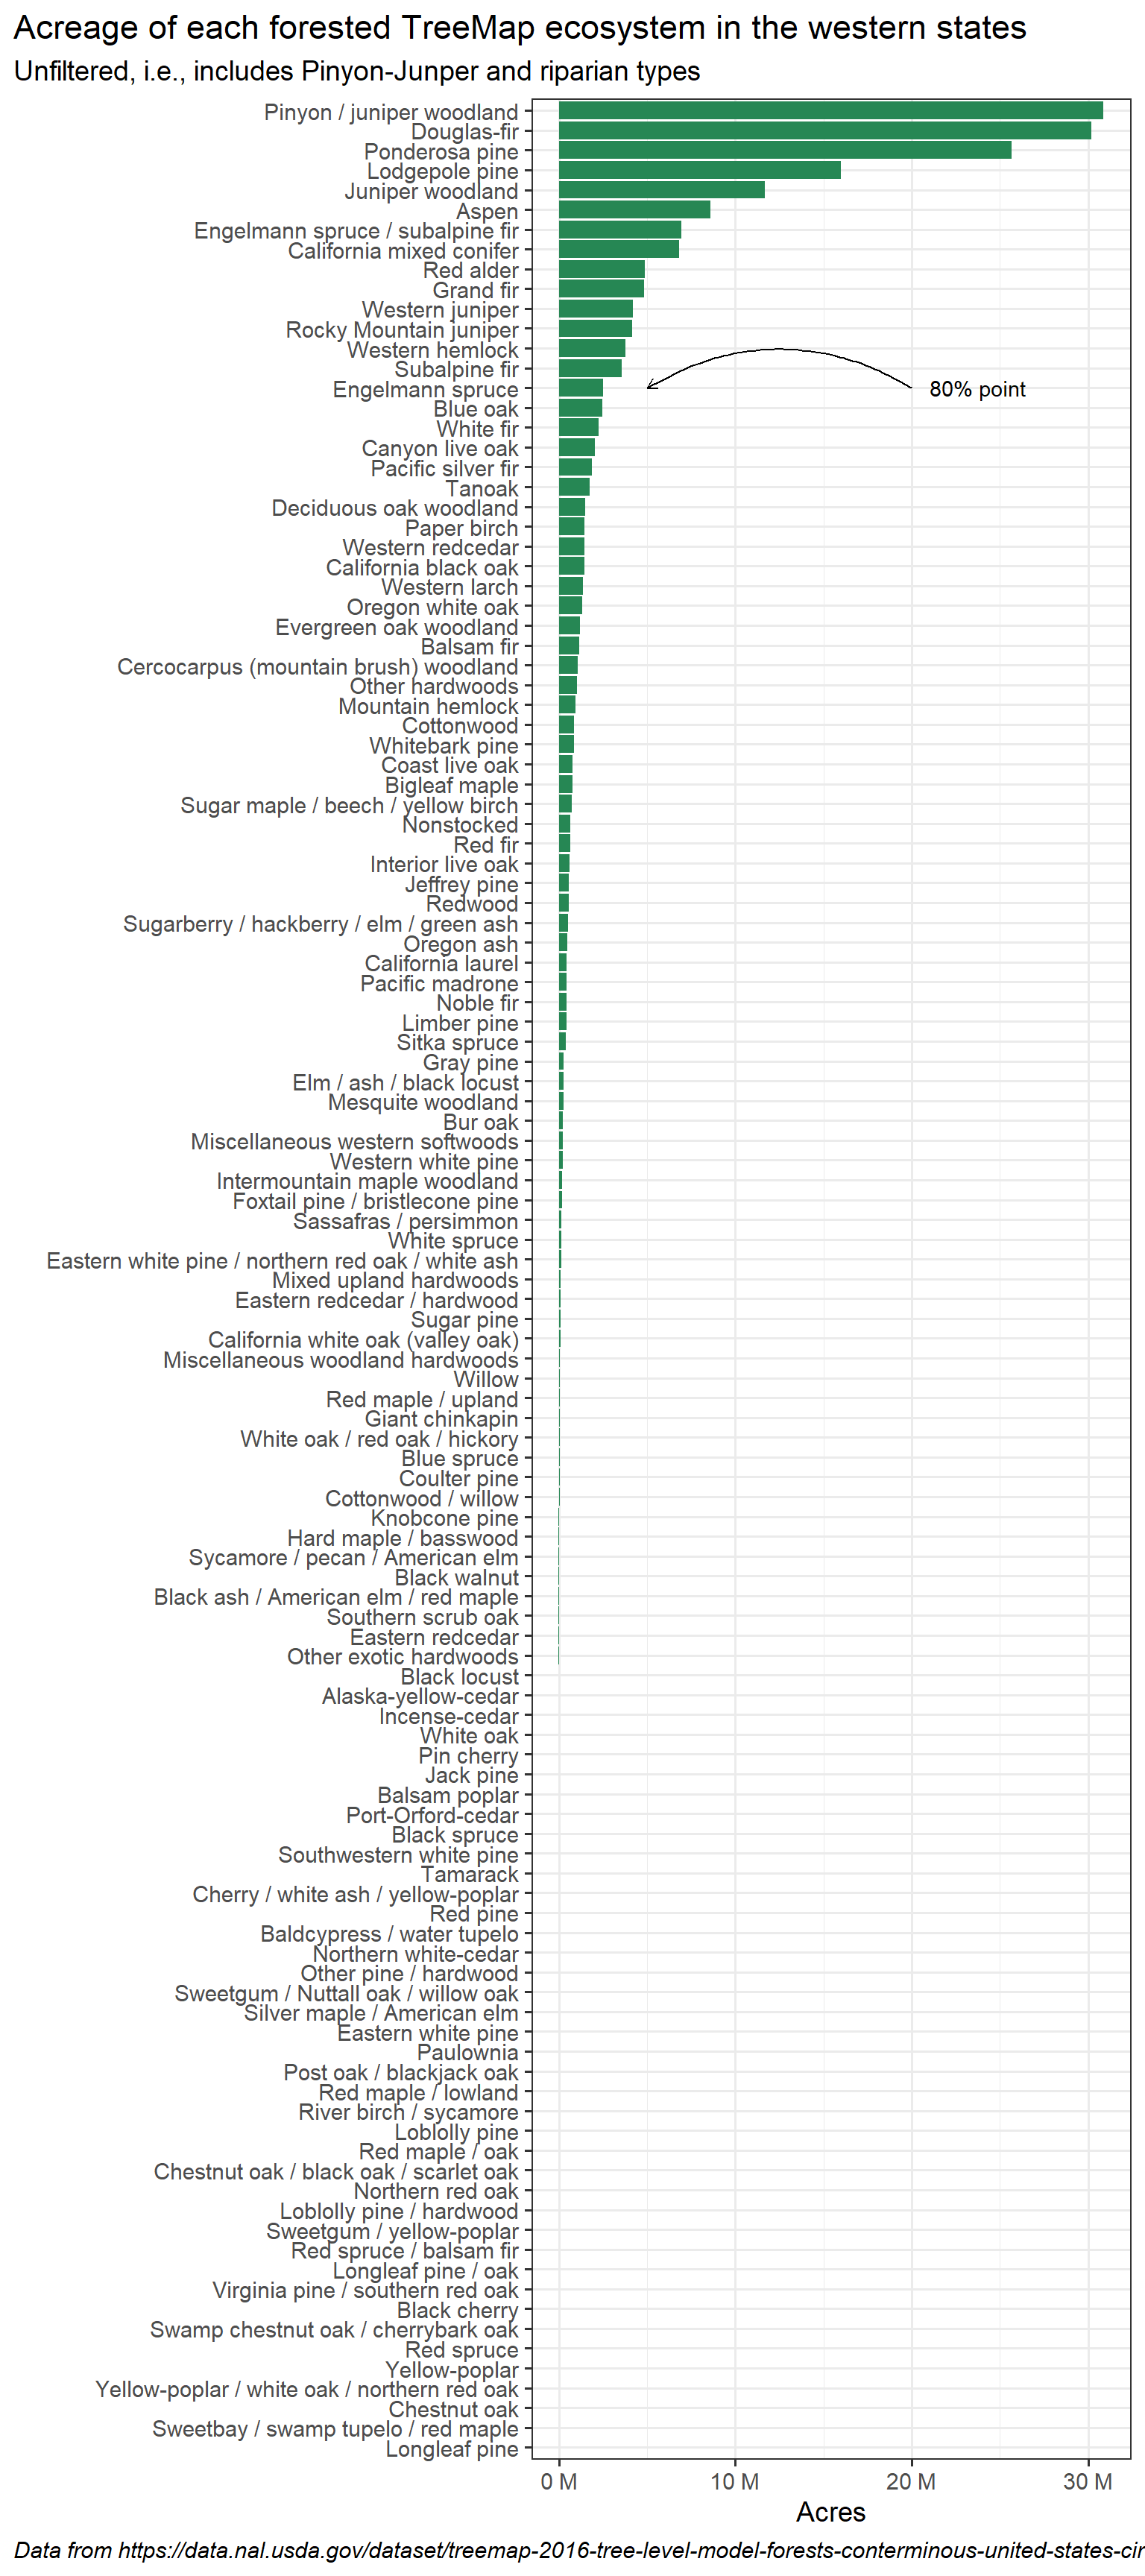 Acreage of each forested TreeMap ecosystem in the western states
Unfiltered, i.e., includes Pinyon-Junper and riparian types
Pinyon / juniper woodland
Douglas-fir
Ponderosa pine
Lodgepole pine
Juniper woodland
Aspen
Engelmann spruce / subalpine fir
California mixed conifer
Red alder
Grand fir
Western juniper
Rocky Mountain juniper
Western hemlock
Subalpine fir
Engelmann spruce
80% point
Blue oak
White fir
Canyon live oak
Pacific silver fir
Tanoak
Deciduous oak woodland
Paper birch
Western redcedar
California black oak
Western larch
Oregon white oak
Evergreen oak woodland
Balsam fir
Cercocarpus (mountain brush) woodland
Other hardwoods
Mountain hemlock
Cottonwood
Whitebark pine
Coast live oak
Bigleaf maple
Sugar maple / beech / yellow birch
Nonstocked
Red fir
Interior live oak
Jeffrey pine
Redwood
Sugarberry / hackberry / elm / green ash
Oregon ash
California laurel
Pacific madrone
Noble fir
Limber pine
Sitka spruce
Gray pine
Elm / ash / black locust
Mesquite woodland
Bur oak
Miscellaneous western softwoods
Western white pine
Intermountain maple woodland
Foxtail pine / bristlecone pine
Sassafras / persimmon
White spruce
Eastern white pine / northern red oak / white ash
Mixed upland hardwoods
Eastern redcedar / hardwood
Sugar pine
California white oak (valley oak)
Miscellaneous woodland hardwoods
Willow
Red maple / upland
Giant chinkapin
White oak / red oak / hickory
Blue spruce
Coulter pine
Cottonwood / willow
Knobcone pine
Hard maple / basswood
Sycamore / pecan / American elm
Black walnut
Black ash / American elm / red maple
Southern scrub oak
Eastern redcedar
Other exotic hardwoods
Black locust
Alaska-yellow-cedar
Incense-cedar
White oak
Pin cherry
Jack pine
Balsam poplar
Port-Orford-cedar
Black spruce
Southwestern white pine
Tamarack
Cherry / white ash / yellow-poplar
Red pine
Baldcypress / water tupelo
Northern white-cedar
Other pine / hardwood
Sweetgum / Nuttall oak / willow oak
Silver maple / American elm
Eastern white pine
Paulownia
Post oak / blackjack oak
Red maple / lowland
River birch / sycamore
Loblolly pine
Red maple / oak
Chestnut oak / black oak / scarlet oak
Northern red oak
Loblolly pine / hardwood
Sweetgum / yellow-poplar
Red spruce / balsam fir
Longleaf pine / oak
Virginia pine / southern red oak
Black cherry
Swamp chestnut oak / cherrybark oak
Red spruce
Yellow-poplar
Yellow-poplar / white oak / northern red oak
Chestnut oak
Sweetbay / swamp tupelo / red maple
Longleaf pine
0 M 10 M 20 M 30 M
Acres
Data from https://data.nal.usda.gov/dataset/treemap-2016-tree-level-model-forests-conterminous-united-states-cir